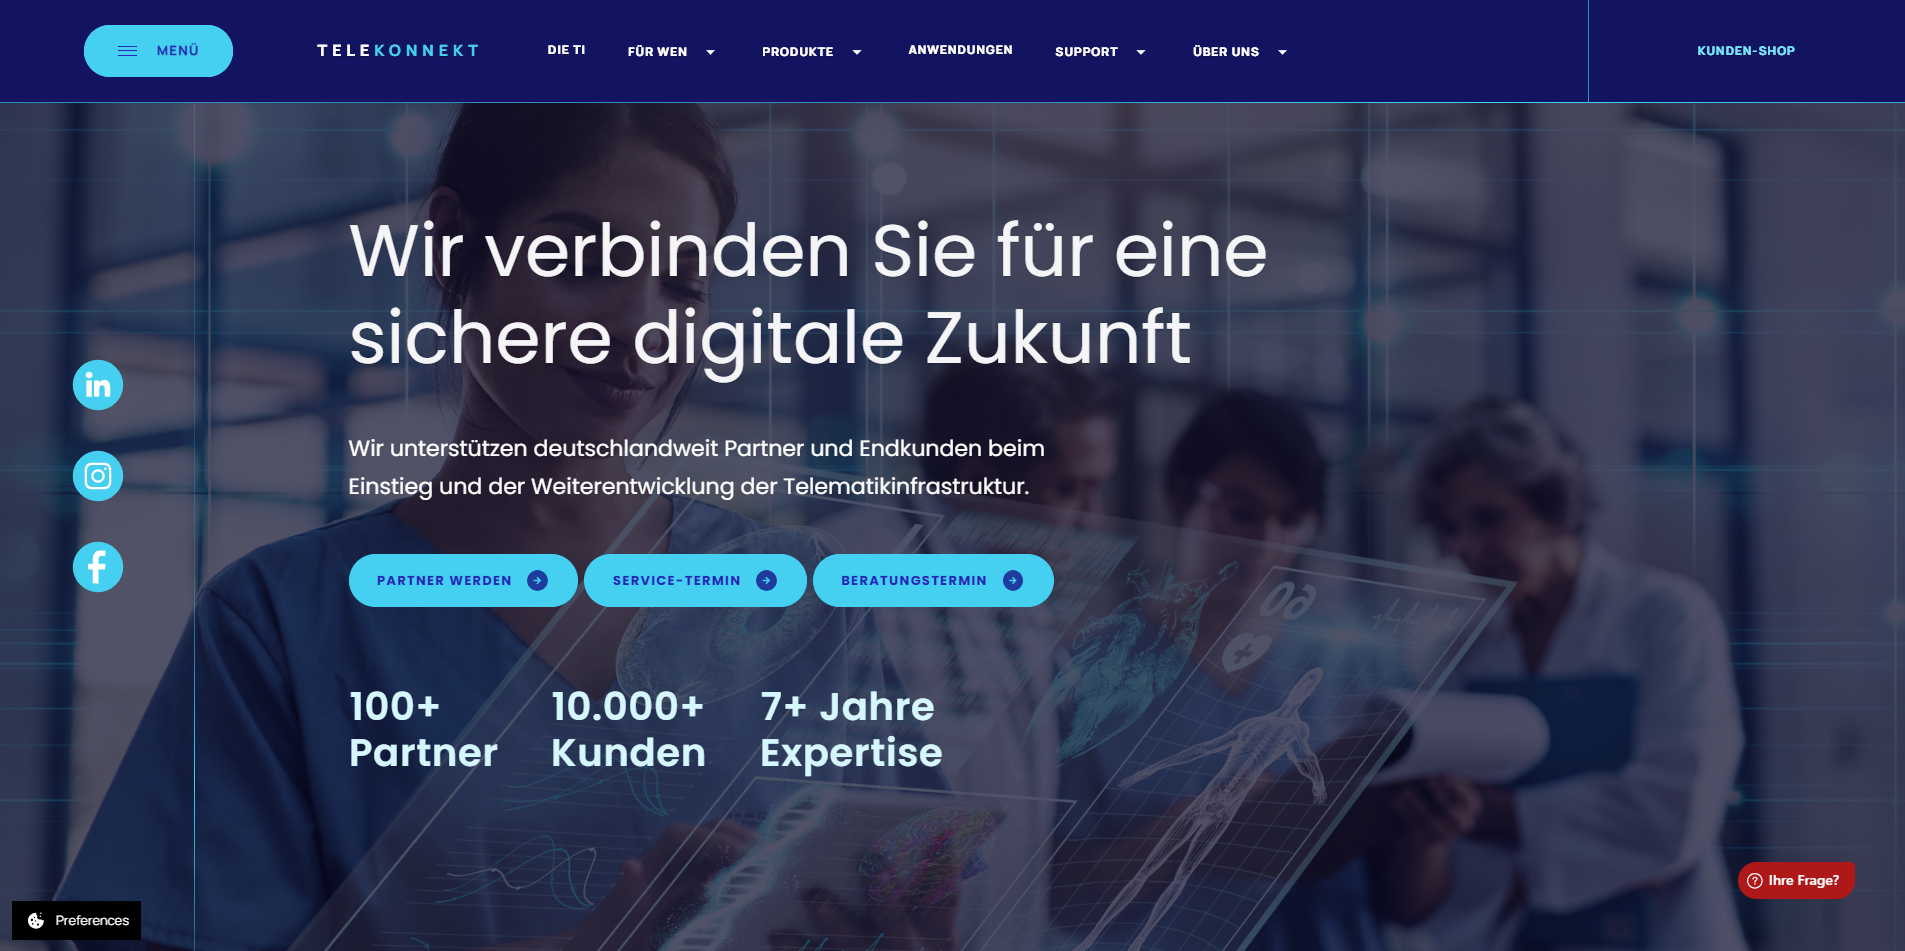 MENÜ
TELEKONNEKT
DIE TI
FÜR WEN
PRODUKTE
ANWENDUNGEN
SUPPORT
ÜBER UNS
KUNDEN-SHOP
Wir verbinden Sie für eine
sichere digitale Zukunft
Wir unterstützen deutschlandweit Partner und Endkunden beim
Einstieg und der Weiterentwicklung der Telematikinfrastruktur.
PARTNER WERDEN
SERVICE-TERMIN
BERATUNGSTERMIN
100+
Partner
10.000+
Kunden
7+ Jahre
Expertise
Ihre Frage?
Preferences